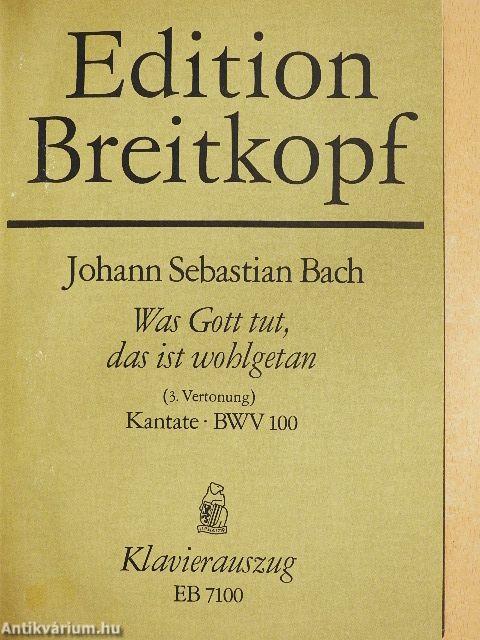 Edition
Breitkopf
Johann Sebastian Bach
Was Gott tut,
das ist wohlgetan
(3. Vertonung)
Kantate · BWV 100
Klavierauszug
EB 7100
Antikvárium.hu